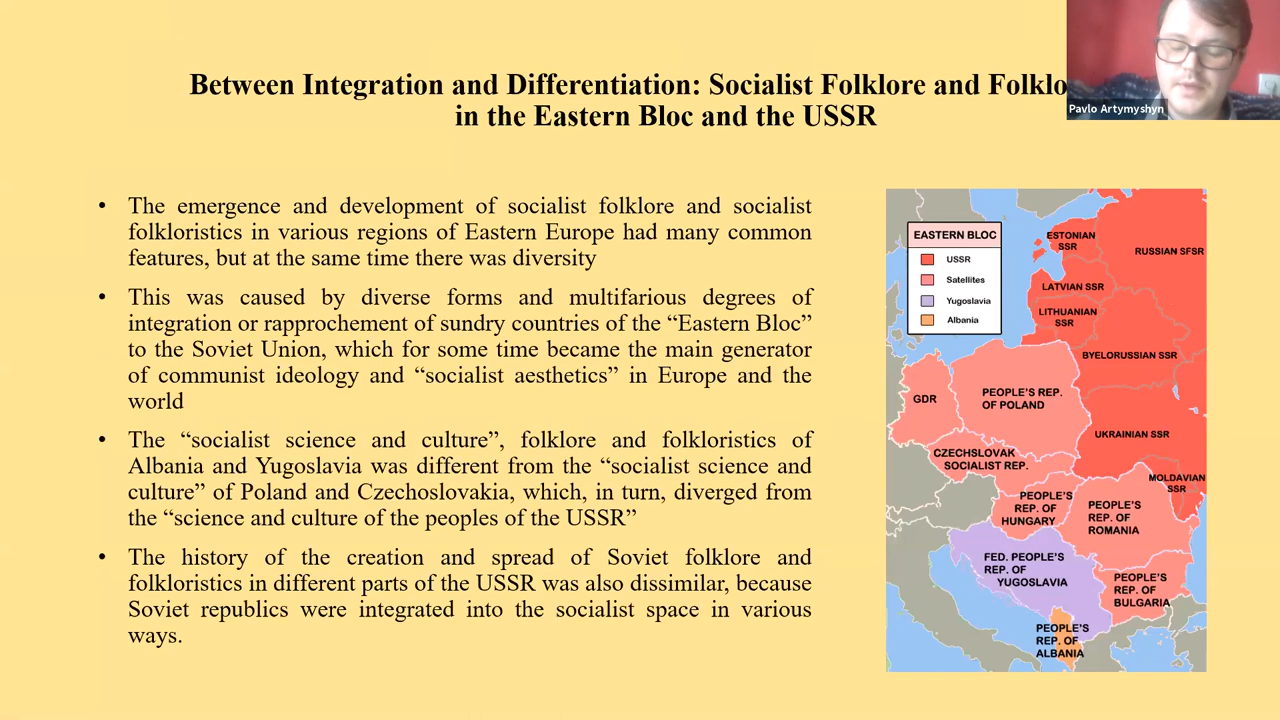 Between Integration and Differentiation: Socialist Folklore and
in the Eastern Bloc and the USSR
Pavlo Artymyshyn
• The emergence and development of socialist folklore and socialist
folkloristics in various regions of Eastern Europe had many common
features, but at the same time there was diversity
• This was caused by diverse forms and multifarious degrees of
integration or rapprochement of sundry countries of the “Eastern Bloc”
to the Soviet Union, which for some time became the main generator
of communist ideology and “socialist aesthetics” in Europe and the
world
• The “socialist science and culture”, folklore and folkloristics of
Albania and Yugoslavia was different from the “socialist science and
culture” of Poland and Czechoslovakia, which, in turn, diverged from
the “science and culture of the peoples of the USSR”
• The history of the creation and spread of Soviet folklore and
folkloristics in different parts of the USSR was also dissimilar, because
Soviet republics were integrated into the socialist space in various
ways.
EASTERN BLOC
USSR
Satellites
Yugoslavia
Albania
ESTONIAN
SSR
RUSSIAN SFSR
LATVIAN SSR
LITHUANIAN
SSR
BYELORUSSIAN SSR
GDR
PEOPLE'S REP.
OF POLAND
UKRAINIAN SSR
CZECHSLOVAK
SOCIALIST REP.
MOLDAVIAN
SSR
PEOPLE'S
REP. OF
HUNGARY
PEOPLE'S
REP. OF
ROMANIA
FED. PEOPLE'S
REP. OF
YUGOSLAVIA
PEOPLE'S
REP. OF
BULGARIA
PEOPLE'S
REP. OF
ALBANIA